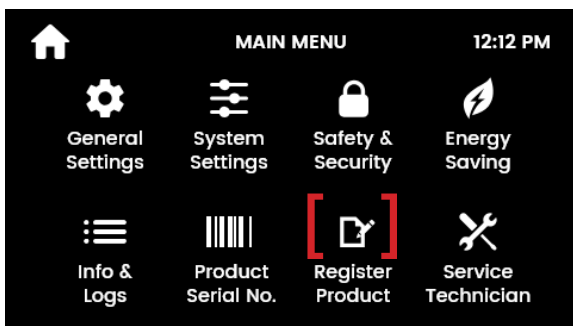 MAIN MENU 12:12 PM
General System Safety & Energy
Settings Settings Security Saving
Info & Product Register Service
Logs Serial No. Product Technician